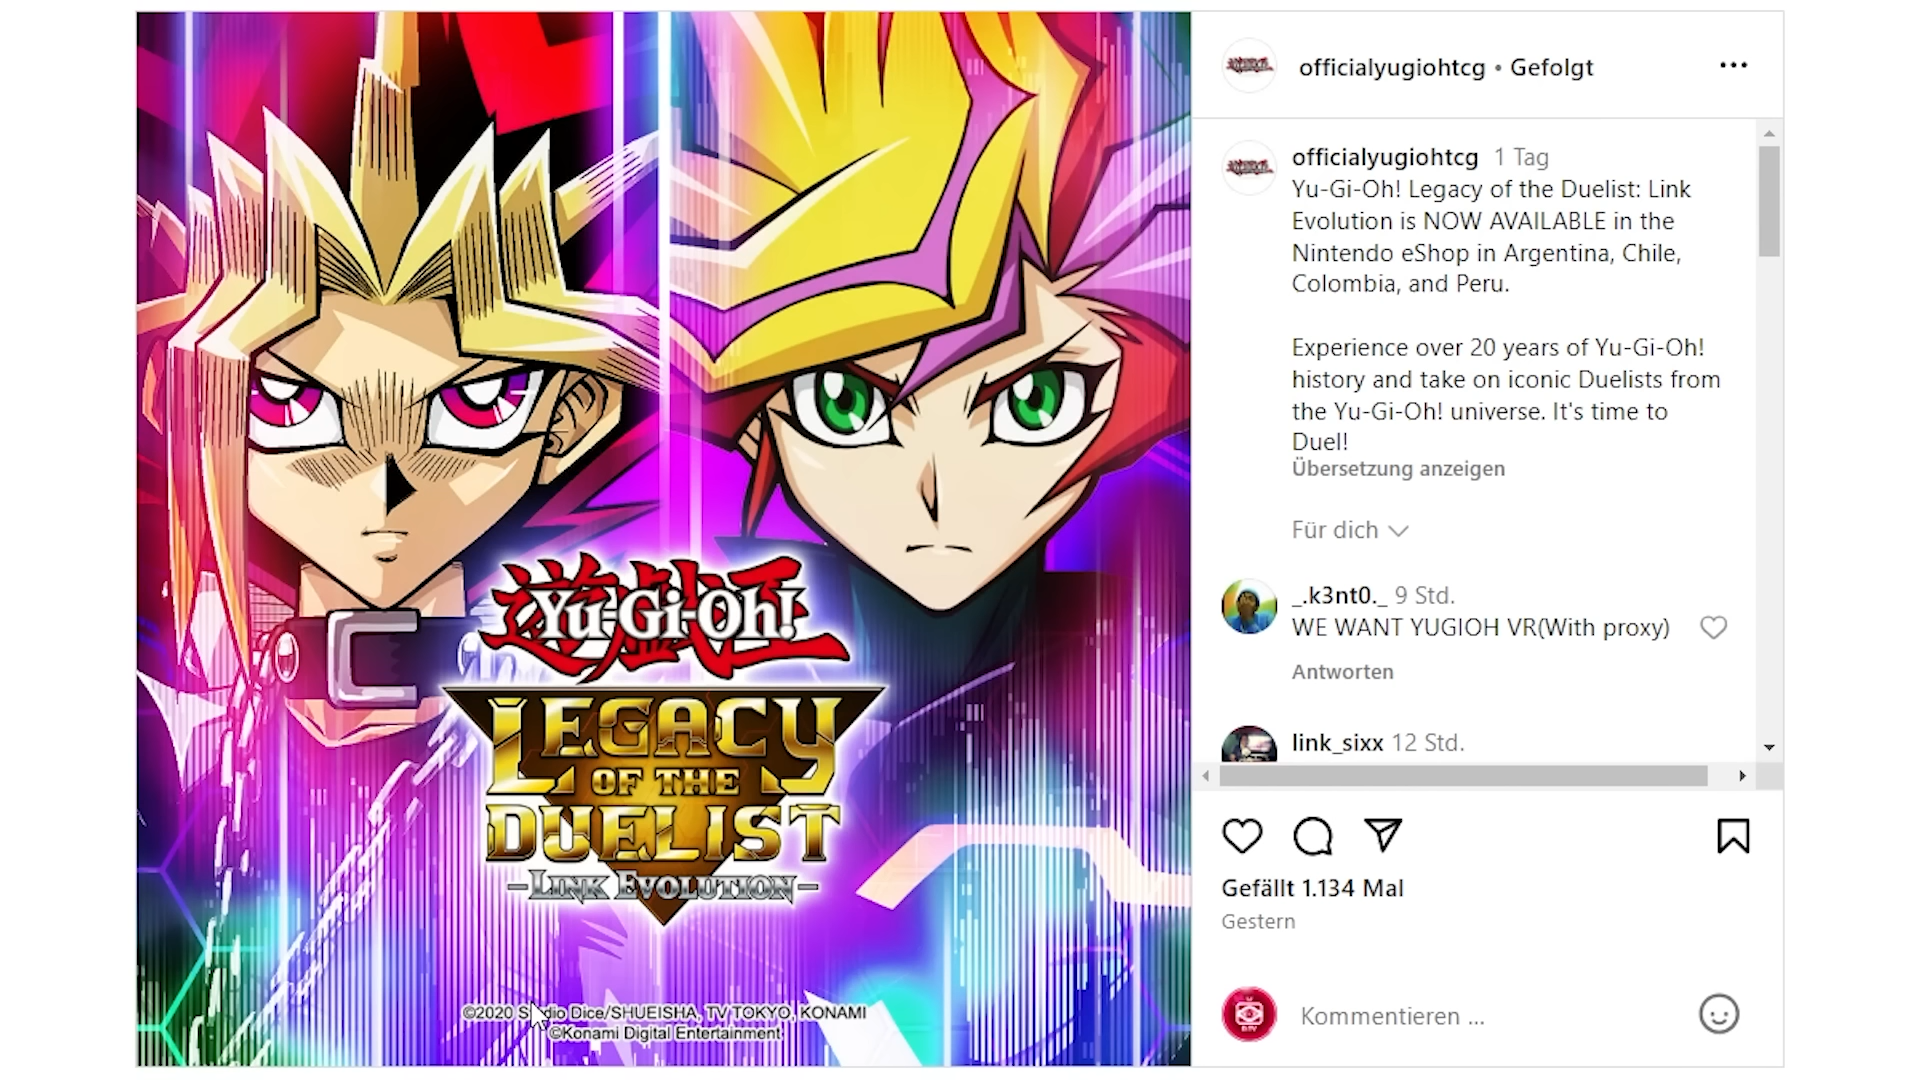 遊戯王
Yu-Gi-Oh!
LEGACY
OF THE
DUELIST
-LINK EVOLUTION-
©2020 Studio Dice/SHUEISHA, TV TOKYO, KONAMI
©Konami Digital Entertainment
officialyugiohtcg • Gefolgt
officialyugiohtcg 1 Tag
Yu-Gi-Oh! Legacy of the Duelist: Link
Evolution is NOW AVAILABLE in the
Nintendo eShop in Argentina, Chile,
Colombia, and Peru.
Experience over 20 years of Yu-Gi-Oh!
history and take on iconic Duelists from
the Yu-Gi-Oh! universe. It's time to
Duel!
Übersetzung anzeigen
Für dich
_.k3nt0._ 9 Std.
WE WANT YUGIOH VR(With proxy)
Antworten
link_sixx 12 Std.
Gefällt 1.134 Mal
Gestern
Kommentieren ...